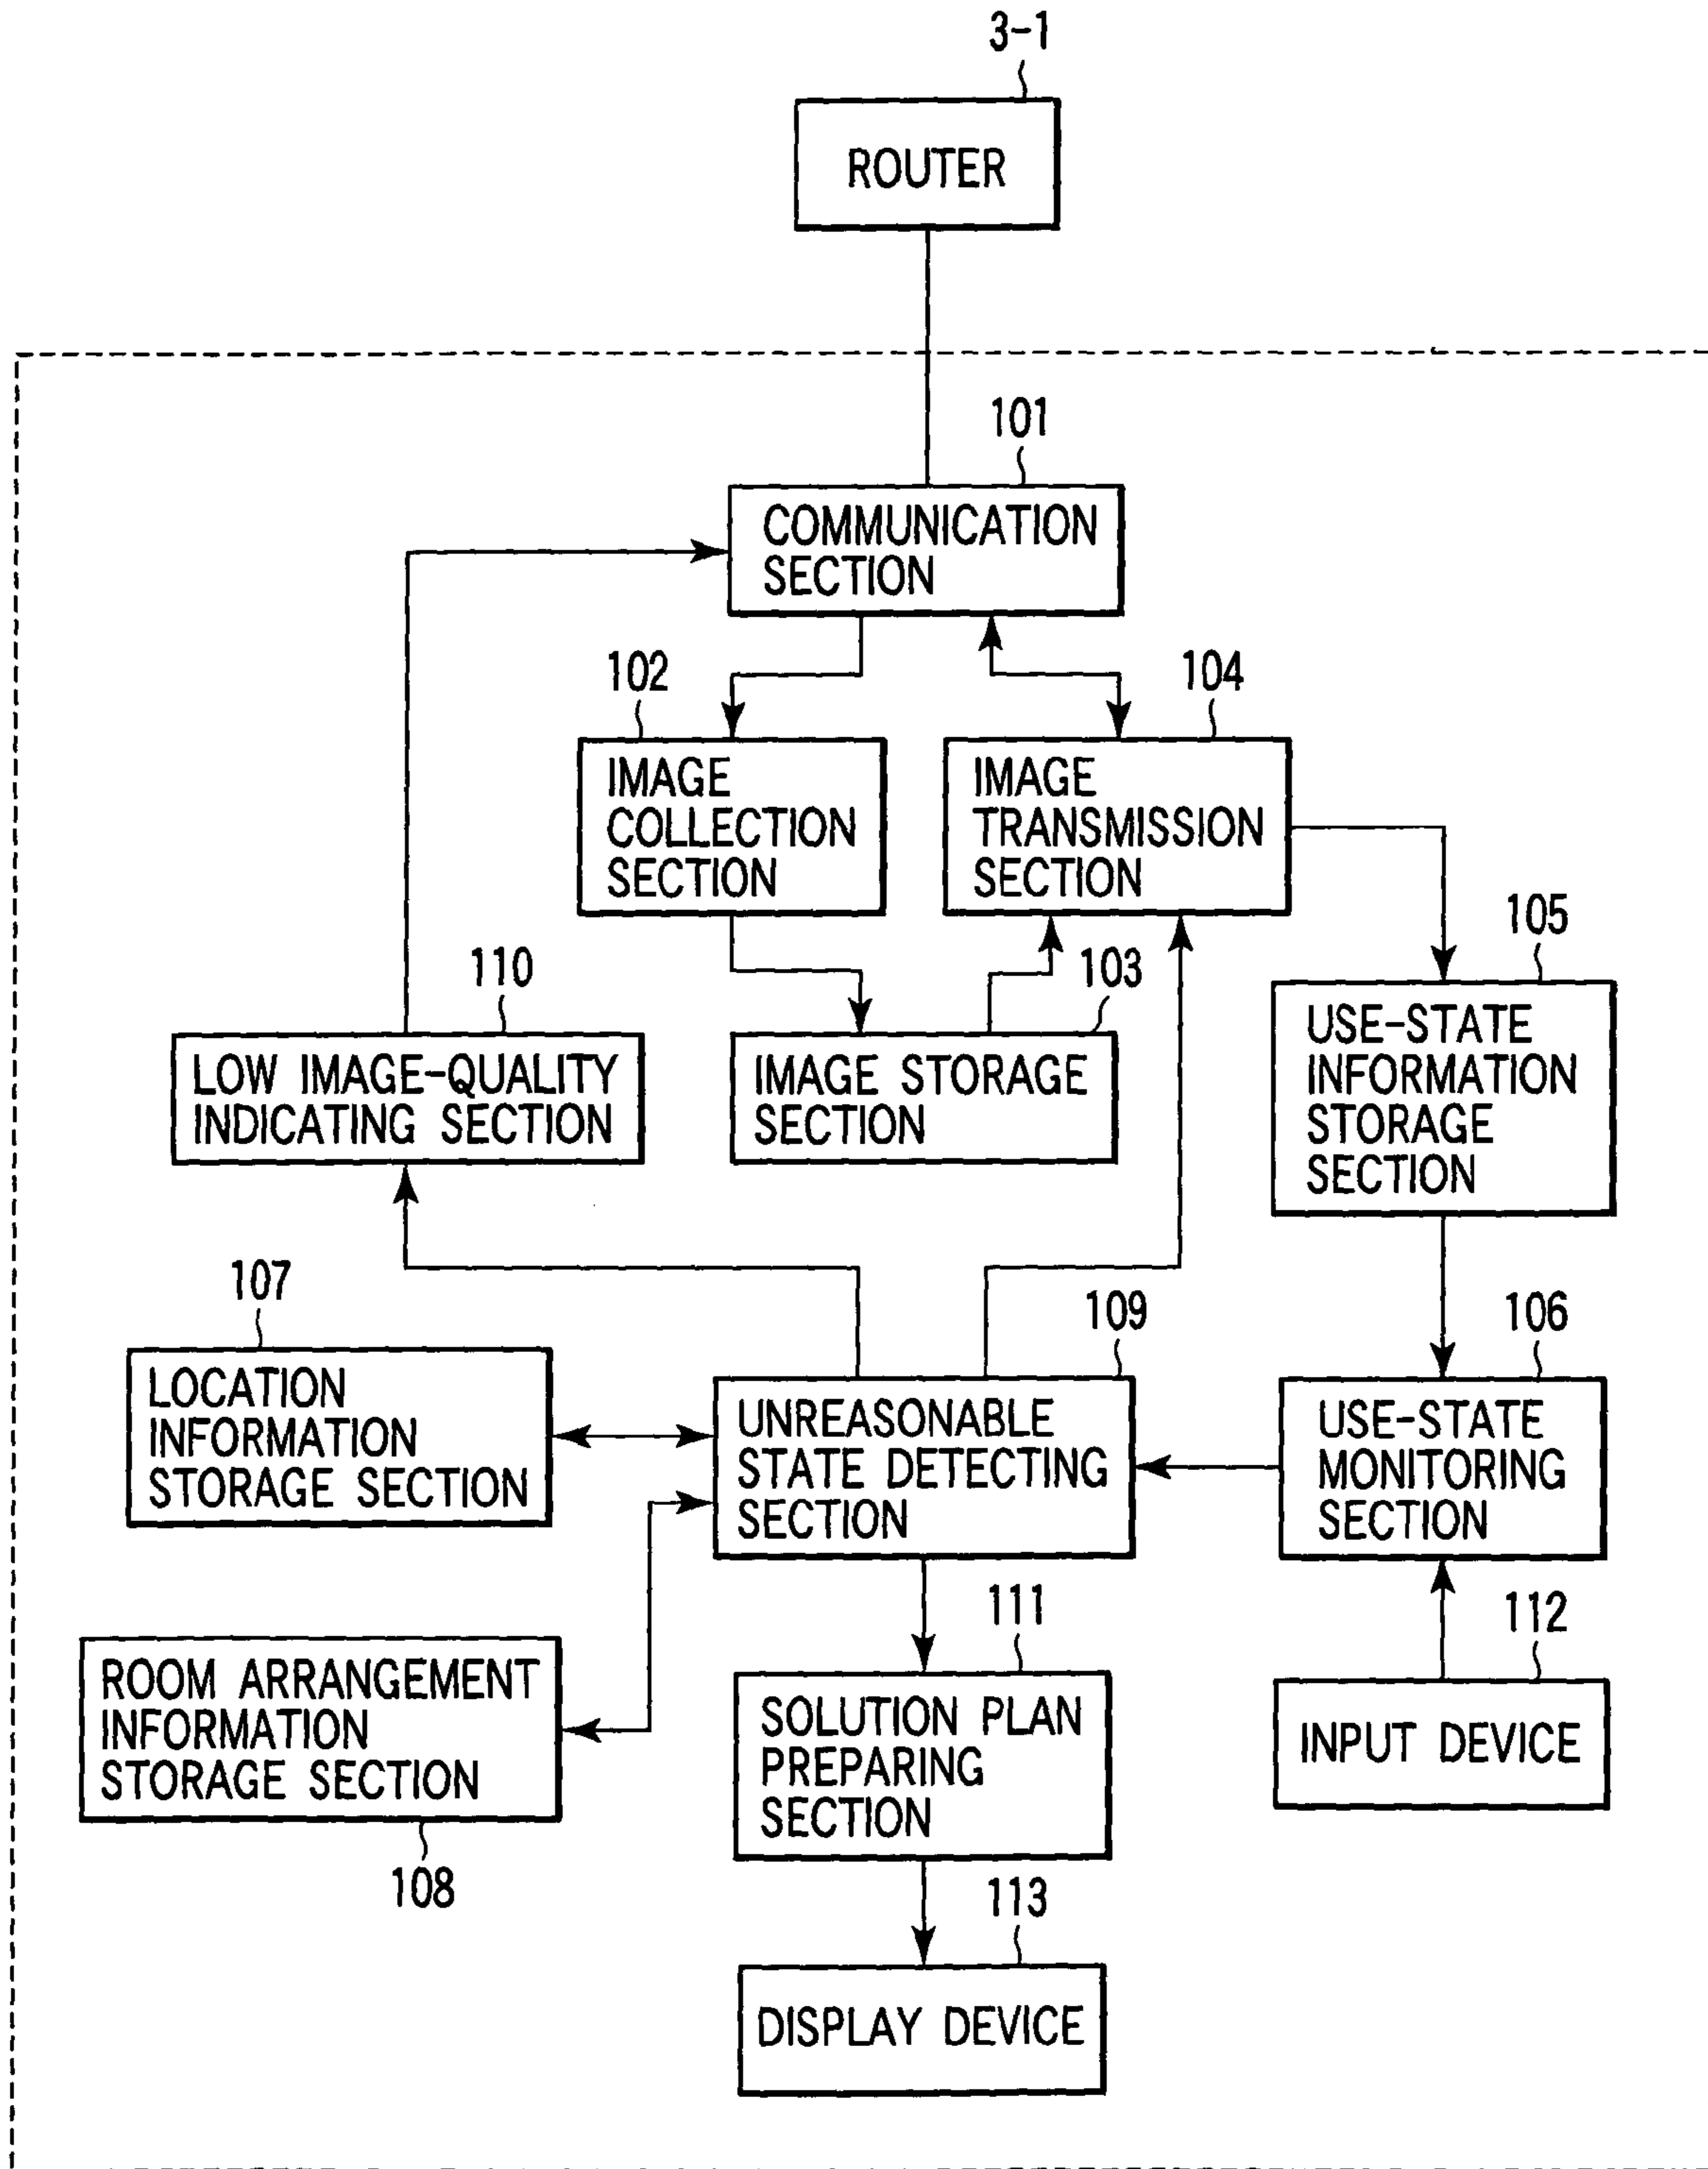 3-1
ROUTER
101
COMMUNICATION
SECTION
102
IMAGE
COLLECTION
SECTION
104
IMAGE
TRANSMISSION
SECTION
103
IMAGE STORAGE
SECTION
105
USE-STATE
INFORMATION
STORAGE
SECTION
110
LOW IMAGE-QUALITY
INDICATING SECTION
107
LOCATION
INFORMATION
STORAGE SECTION
109
UNREASONABLE
STATE DETECTING
SECTION
106
USE-STATE
MONITORING
SECTION
ROOM ARRANGEMENT
INFORMATION
STORAGE SECTION
108
111
SOLUTION PLAN
PREPARING
SECTION
112
INPUT DEVICE
113
DISPLAY DEVICE